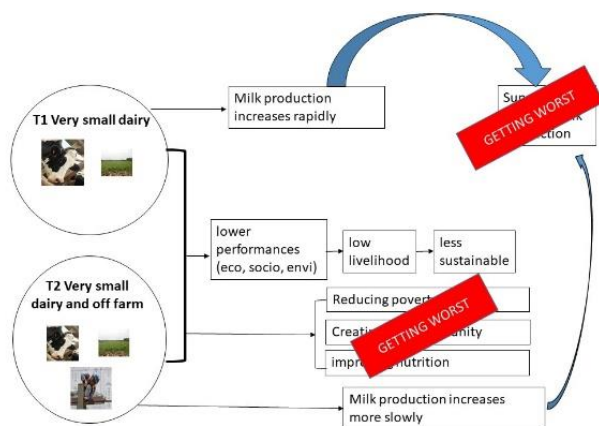 T1 Very small dairy
Milk production
increases rapidly
GETTING WORST
lower
performances
(eco, socio, envi)
low
livelihood
less
sustainable
T2 Very small
dairy and off farm
Reducing
GETTING WORST
nutrition
Milk production increases
more slowly